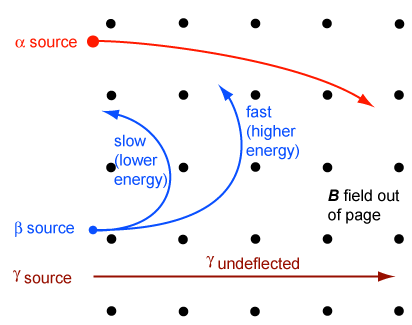 α source
fast
(higher
energy)
slow
(lower
energy)
B field out
of page
β source
γ undeflected
γ source